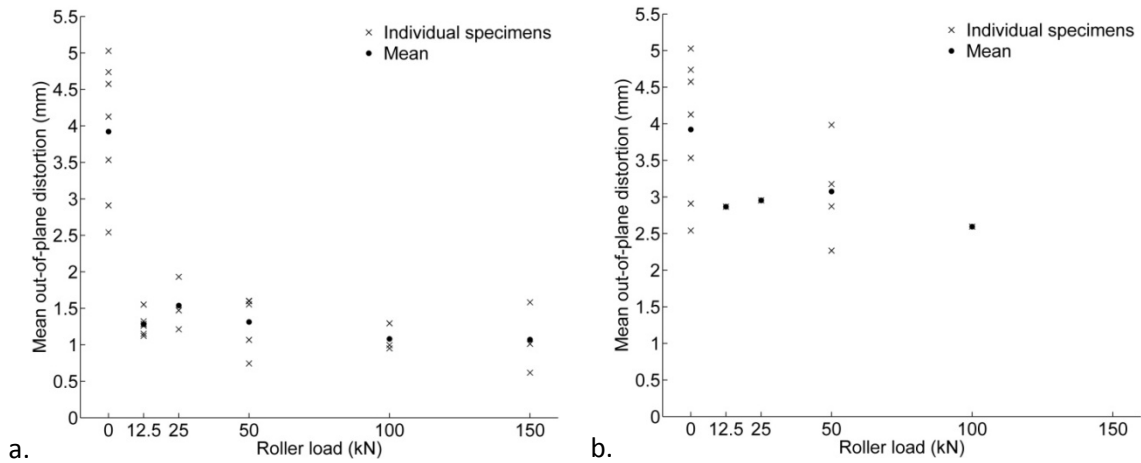 5.5
5
4.5
4
3.5
3
2.5
2
1.5
1
0.5
0
Mean out-of-plane distortion (mm)
Individual specimens
Mean
0 12.5 25 50 100 150
Roller load (kN)
a.
5.5
5
4.5
4
3.5
3
2.5
2
1.5
1
0.5
0
Mean out-of-plane distortion (mm)
Individual specimens
Mean
0 12.5 25 50 100 150
Roller load (kN)
b.